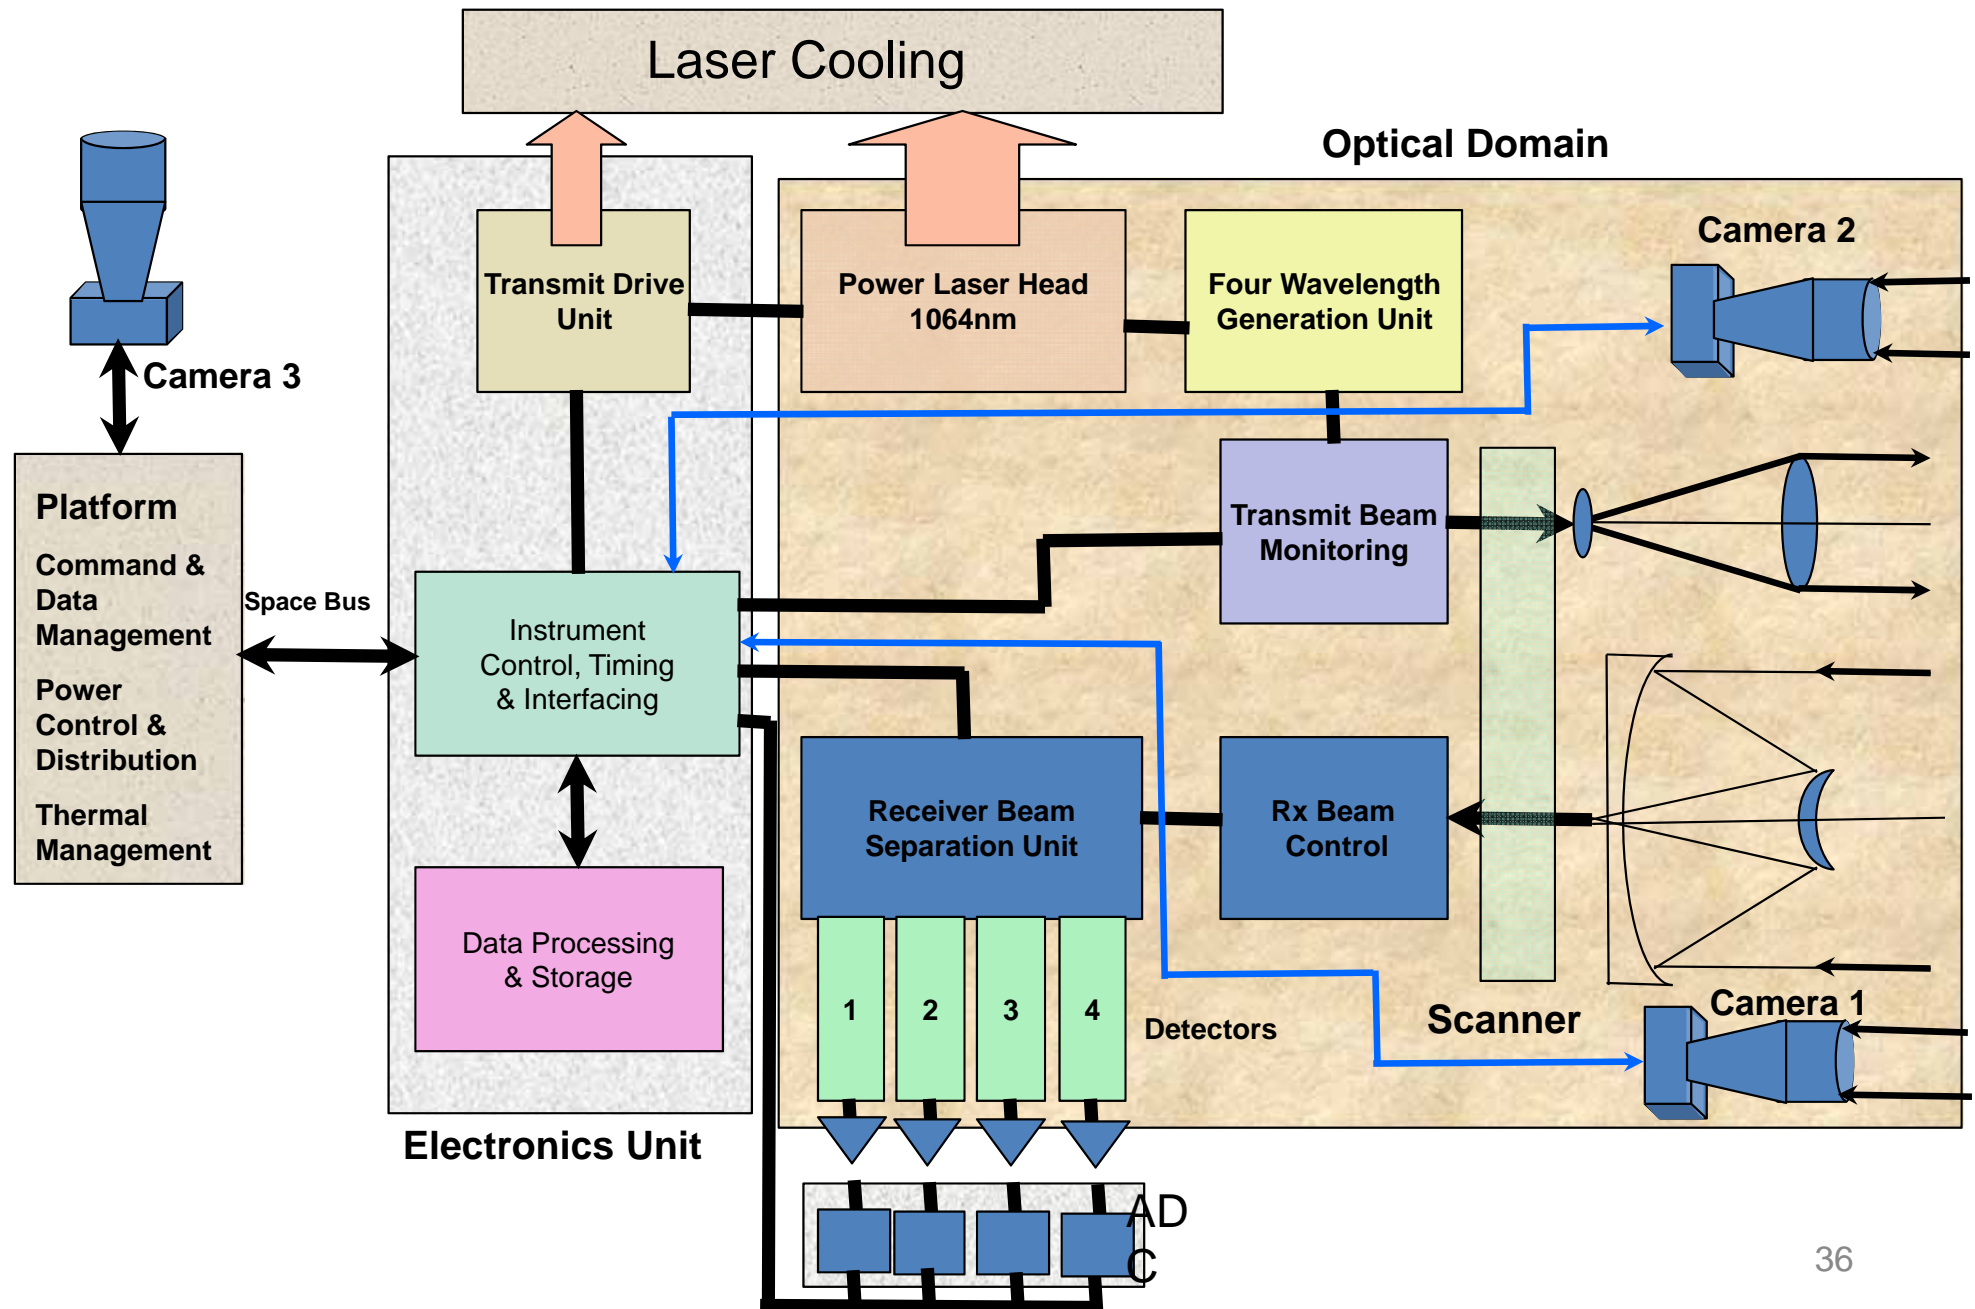 Laser Cooling
Optical Domain
Camera 2
Transmit Drive
Unit
Power Laser Head
1064nm
Four Wavelength
Generation Unit
Camera 3
Platform
Command &
Data
Management
Power
Control &
Distribution
Thermal
Management
Space Bus
Instrument
Control, Timing
& Interfacing
Transmit Beam
Monitoring
Receiver Beam
Separation Unit
Rx Beam
Control
Data Processing
& Storage
1
2
3
4
Detectors
Scanner
Camera 1
Electronics Unit
AD
C
36